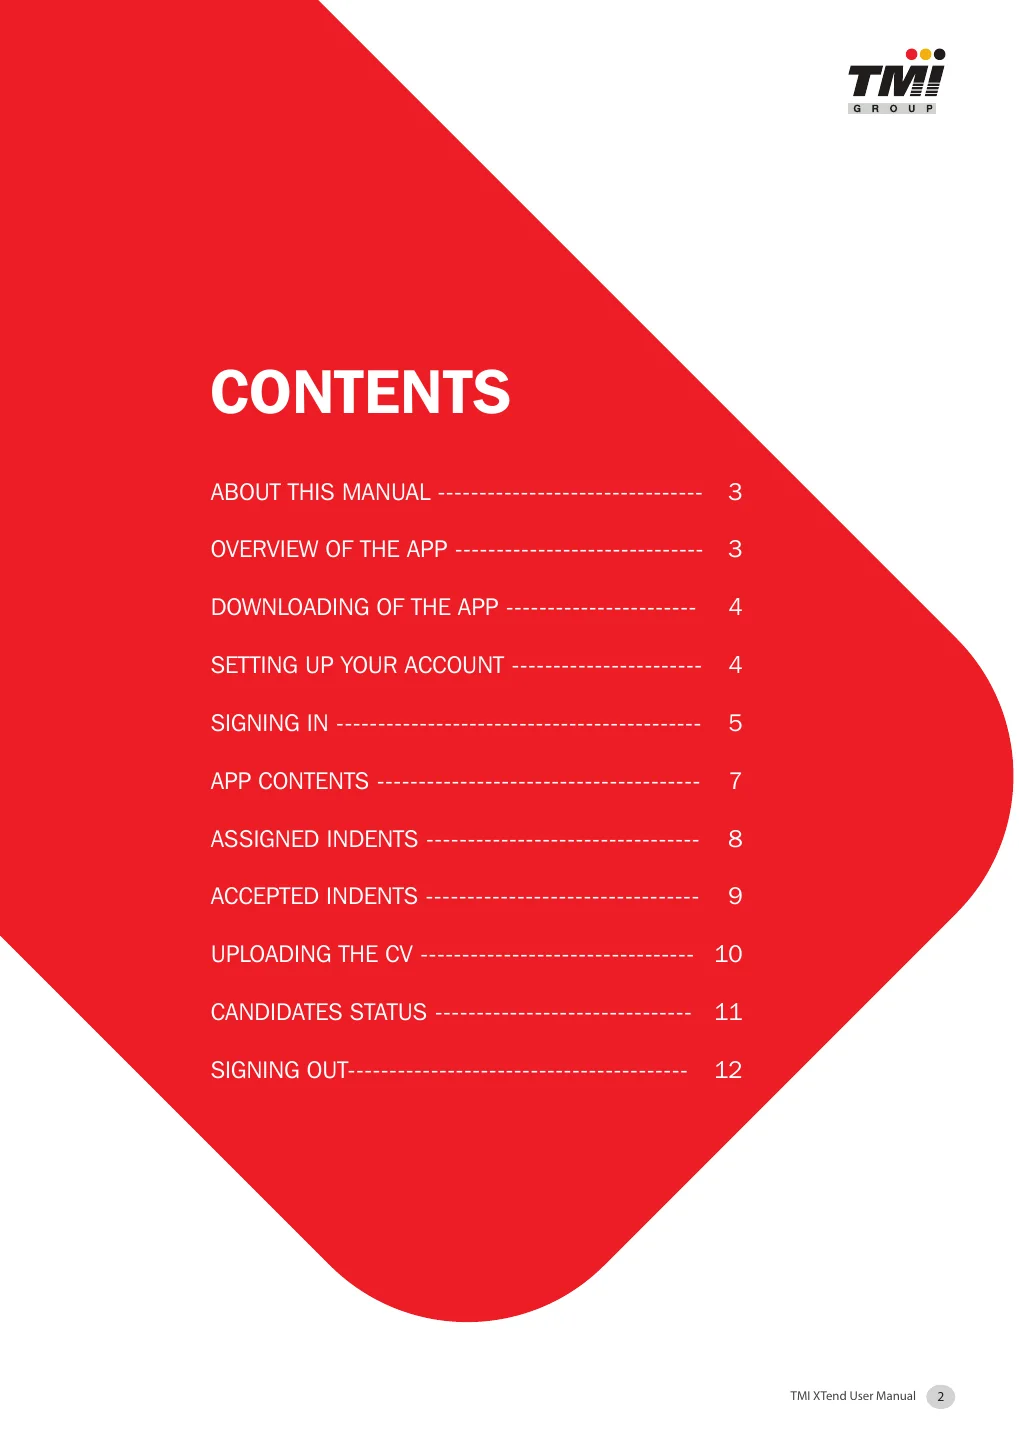 TMI
GROUP
CONTENTS
ABOUT THIS MANUAL -------------------------------- 3
OVERVIEW OF THE APP ------------------------------ 3
DOWNLOADING OF THE APP ----------------------- 4
SETTING UP YOUR ACCOUNT ----------------------- 4
SIGNING IN -------------------------------------------- 5
APP CONTENTS --------------------------------------- 7
ASSIGNED INDENTS --------------------------------- 8
ACCEPTED INDENTS --------------------------------- 9
UPLOADING THE CV --------------------------------- 10
CANDIDATES STATUS ------------------------------- 11
SIGNING OUT----------------------------------------- 12
TMI XTend User Manual 2